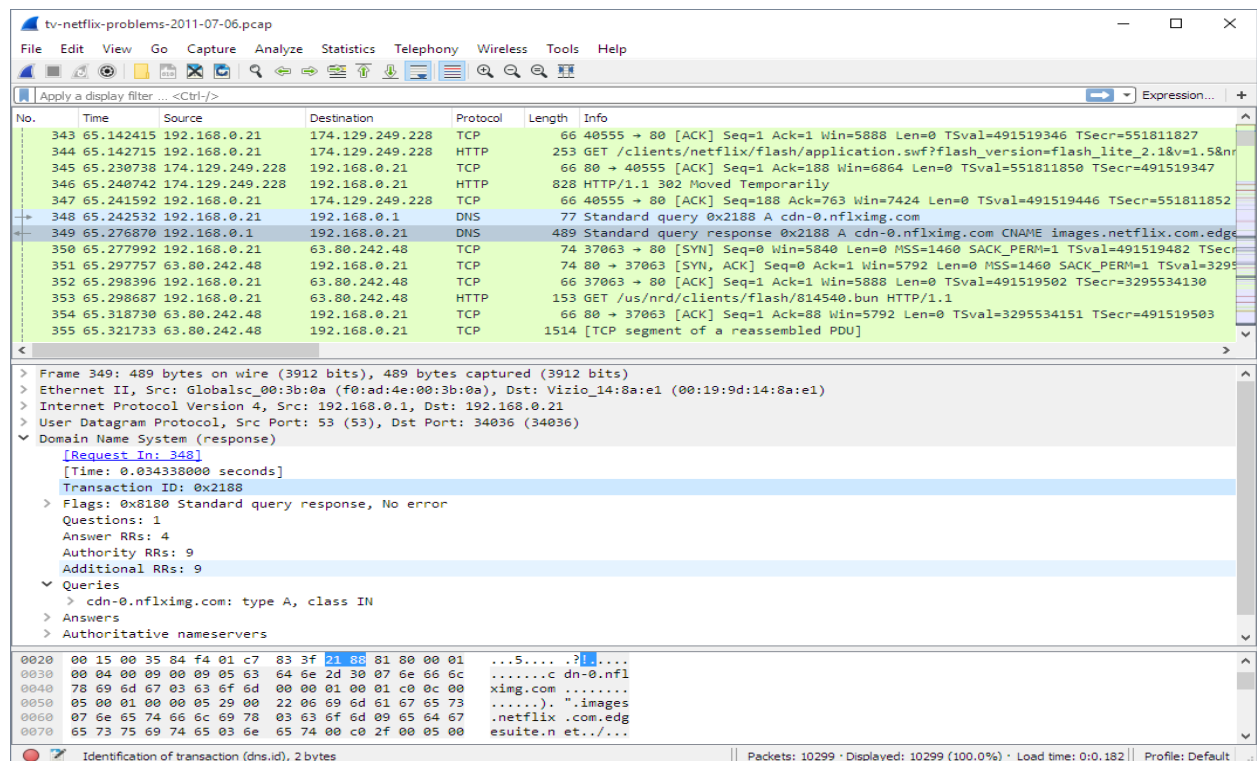 tv-netflix-problems-2011-07-06.pcap
File Edit View Go Capture Analyze Statistics Telephony Wireless Tools Help
Apply a display filter ... <Ctrl-/> Expression... +
No. Time Source Destination Protocol Length Info
343 65.142415 192.168.0.21 174.129.249.228 TCP 66 40555 → 80 [ACK] Seq=1 Ack=1 Win=5888 Len=0 TSval=491519346 TSecr=551811827
344 65.142715 192.168.0.21 174.129.249.228 HTTP 253 GET /clients/netflix/flash/application.swf?flash_version=flash_lite_2.1&v=1.5&nr
345 65.230738 174.129.249.228 192.168.0.21 TCP 66 80 → 40555 [ACK] Seq=1 Ack=188 Win=6864 Len=0 TSval=551811850 TSecr=491519347
346 65.240742 174.129.249.228 192.168.0.21 HTTP 828 HTTP/1.1 302 Moved Temporarily
347 65.241592 192.168.0.21 174.129.249.228 TCP 66 40555 → 80 [ACK] Seq=188 Ack=763 Win=7424 Len=0 TSval=491519446 TSecr=551811852
348 65.242532 192.168.0.21 192.168.0.1 DNS 77 Standard query 0x2188 A cdn-0.nflximg.com
349 65.276870 192.168.0.1 192.168.0.21 DNS 489 Standard query response 0x2188 A cdn-0.nflximg.com CNAME images.netflix.com.edge
350 65.277992 192.168.0.21 63.80.242.48 TCP 74 37063 → 80 [SYN] Seq=0 Win=5840 Len=0 MSS=1460 SACK_PERM=1 TSval=491519482 TSecr
351 65.297757 63.80.242.48 192.168.0.21 TCP 74 80 → 37063 [SYN, ACK] Seq=0 Ack=1 Win=5792 Len=0 MSS=1460 SACK_PERM=1 TSval=3295
352 65.298396 192.168.0.21 63.80.242.48 TCP 66 37063 → 80 [ACK] Seq=1 Ack=1 Win=5888 Len=0 TSval=491519502 TSecr=3295534130
353 65.298687 192.168.0.21 63.80.242.48 HTTP 153 GET /us/nrd/clients/flash/814540.bun HTTP/1.1
354 65.318730 63.80.242.48 192.168.0.21 TCP 66 80 → 37063 [ACK] Seq=1 Ack=88 Win=5792 Len=0 TSval=3295534151 TSecr=491519503
355 65.321733 63.80.242.48 192.168.0.21 TCP 1514 [TCP segment of a reassembled PDU]
Frame 349: 489 bytes on wire (3912 bits), 489 bytes captured (3912 bits)
Ethernet II, Src: Globalsc_00:3b:0a (f0:ad:4e:00:3b:0a), Dst: Vizio_14:8a:e1 (00:19:9d:14:8a:e1)
Internet Protocol Version 4, Src: 192.168.0.1, Dst: 192.168.0.21
User Datagram Protocol, Src Port: 53 (53), Dst Port: 34036 (34036)
Domain Name System (response)
[Request In: 348]
[Time: 0.034338000 seconds]
Transaction ID: 0x2188
Flags: 0x8180 Standard query response, No error
Questions: 1
Answer RRs: 4
Authority RRs: 9
Additional RRs: 9
Queries
cdn-0.nflximg.com: type A, class IN
Answers
Authoritative nameservers
0020 00 15 00 35 84 f4 01 c7 83 3f 21 88 81 80 00 01 ...5.... .?!.....
0030 00 04 00 09 00 09 05 63 64 6e 2d 30 07 6e 66 6c .......c dn-0.nfl
0040 78 69 6d 67 03 63 6f 6d 00 00 01 00 01 c0 0c 00 ximg.com ........
0050 05 00 01 00 00 05 29 00 22 06 69 6d 61 67 65 73 ......). ".images
0060 07 6e 65 74 66 6c 69 78 03 63 6f 6d 09 65 64 67 .netflix .com.edg
0070 65 73 75 69 74 65 03 6e 65 74 00 c0 2f 00 05 00 esuite.n et../...
Identification of transaction (dns.id), 2 bytes Packets: 10299 · Displayed: 10299 (100.0%) · Load time: 0:0.182 Profile: Default